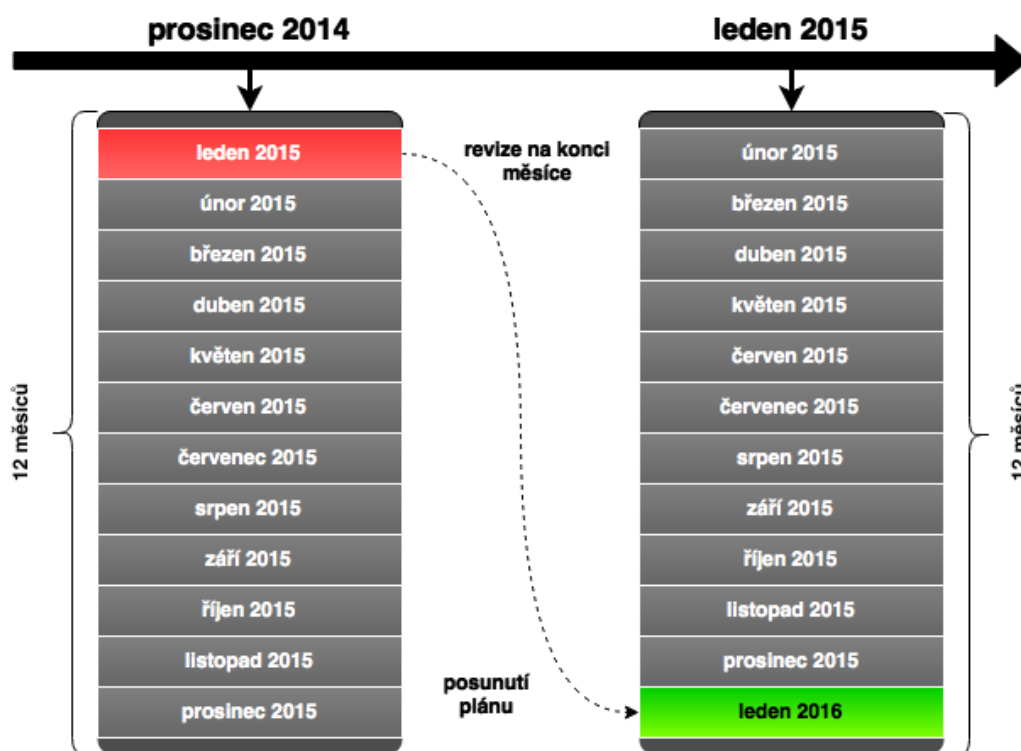 prosinec 2014
leden 2015
12 měsíců
leden 2015
únor 2015
březen 2015
duben 2015
květen 2015
červen 2015
červenec 2015
srpen 2015
září 2015
říjen 2015
listopad 2015
prosinec 2015
revize na konci
měsíce
posunutí
plánu
únor 2015
březen 2015
duben 2015
květen 2015
červen 2015
červenec 2015
srpen 2015
září 2015
říjen 2015
listopad 2015
prosinec 2015
leden 2016
12 měsíců